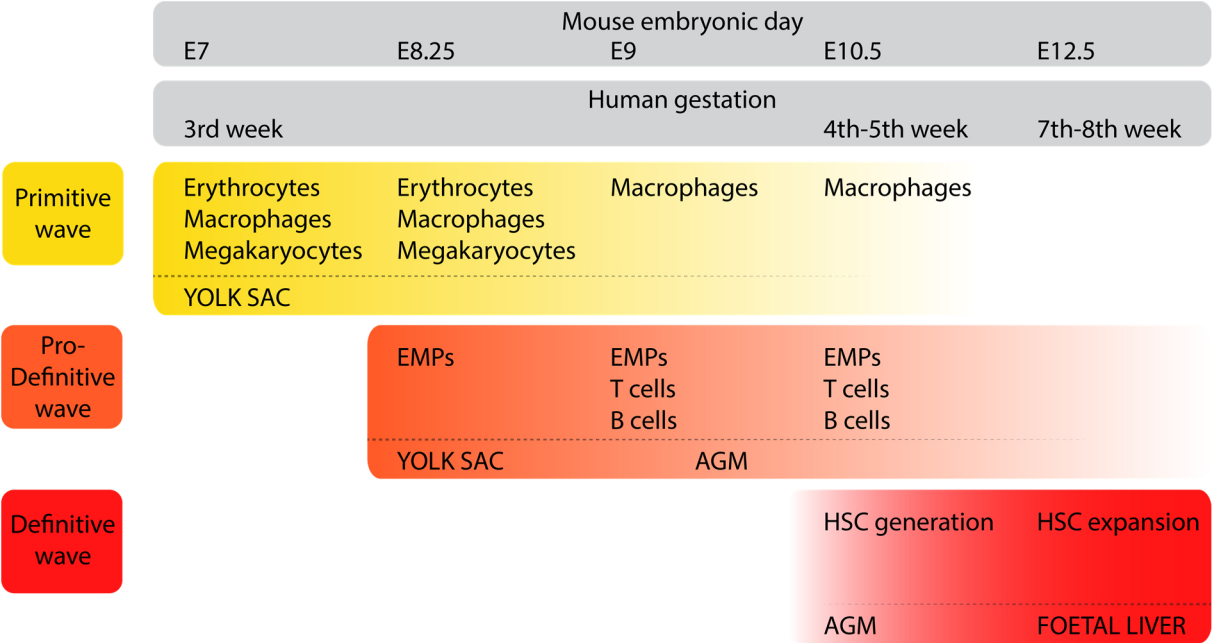 Mouse embryonic day
E7 E8.25 E9 E10.5 E12.5
Human gestation
3rd week 4th-5th week 7th-8th week
Primitive
wave
Erythrocytes Erythrocytes Macrophages Macrophages
Macrophages Macrophages
Megakaryocytes Megakaryocytes
YOLK SAC
Pro-
Definitive
wave
EMPs EMPs EMPs
T cells T cells
B cells B cells
YOLK SAC AGM
Definitive
wave
HSC generation HSC expansion
AGM FOETAL LIVER